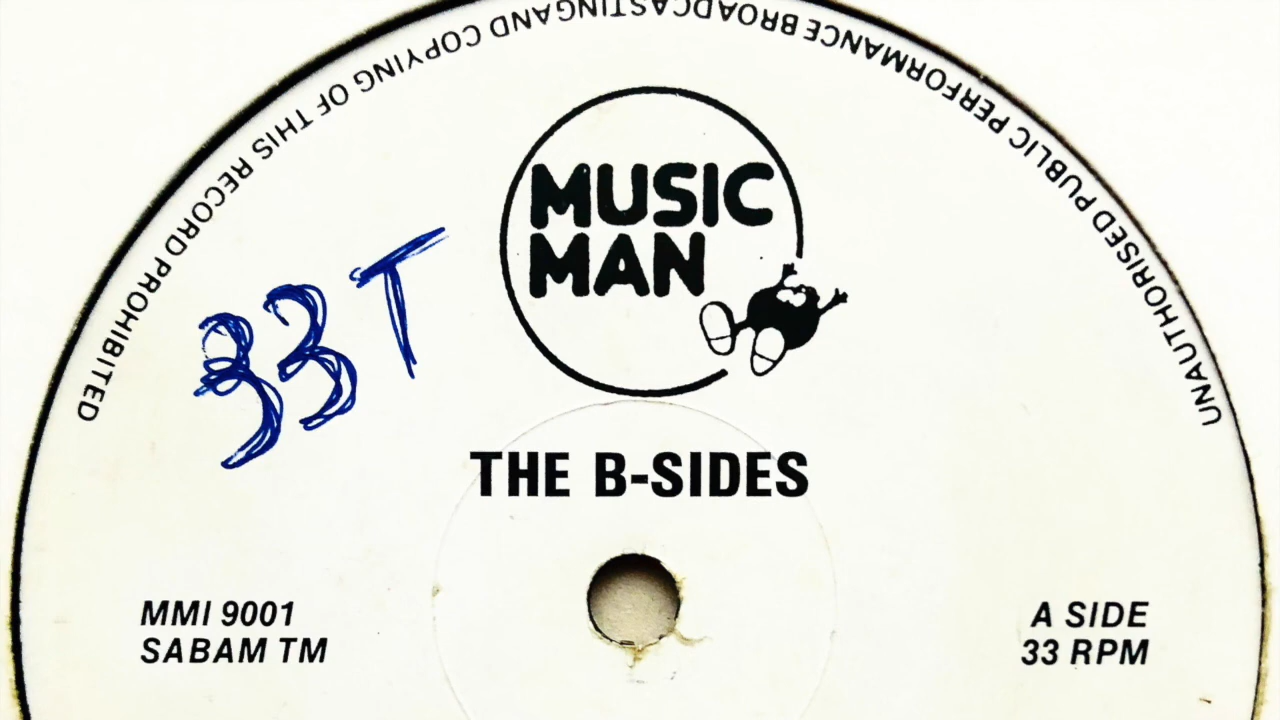 UNAUTHORISED PUBLIC PERFORMANCE BROADCASTING AND COPYING OF THIS RECORD PROHIBITED
MUSIC
MAN
33T
THE B-SIDES
MMI 9001
SABAM TM
A SIDE
33 RPM